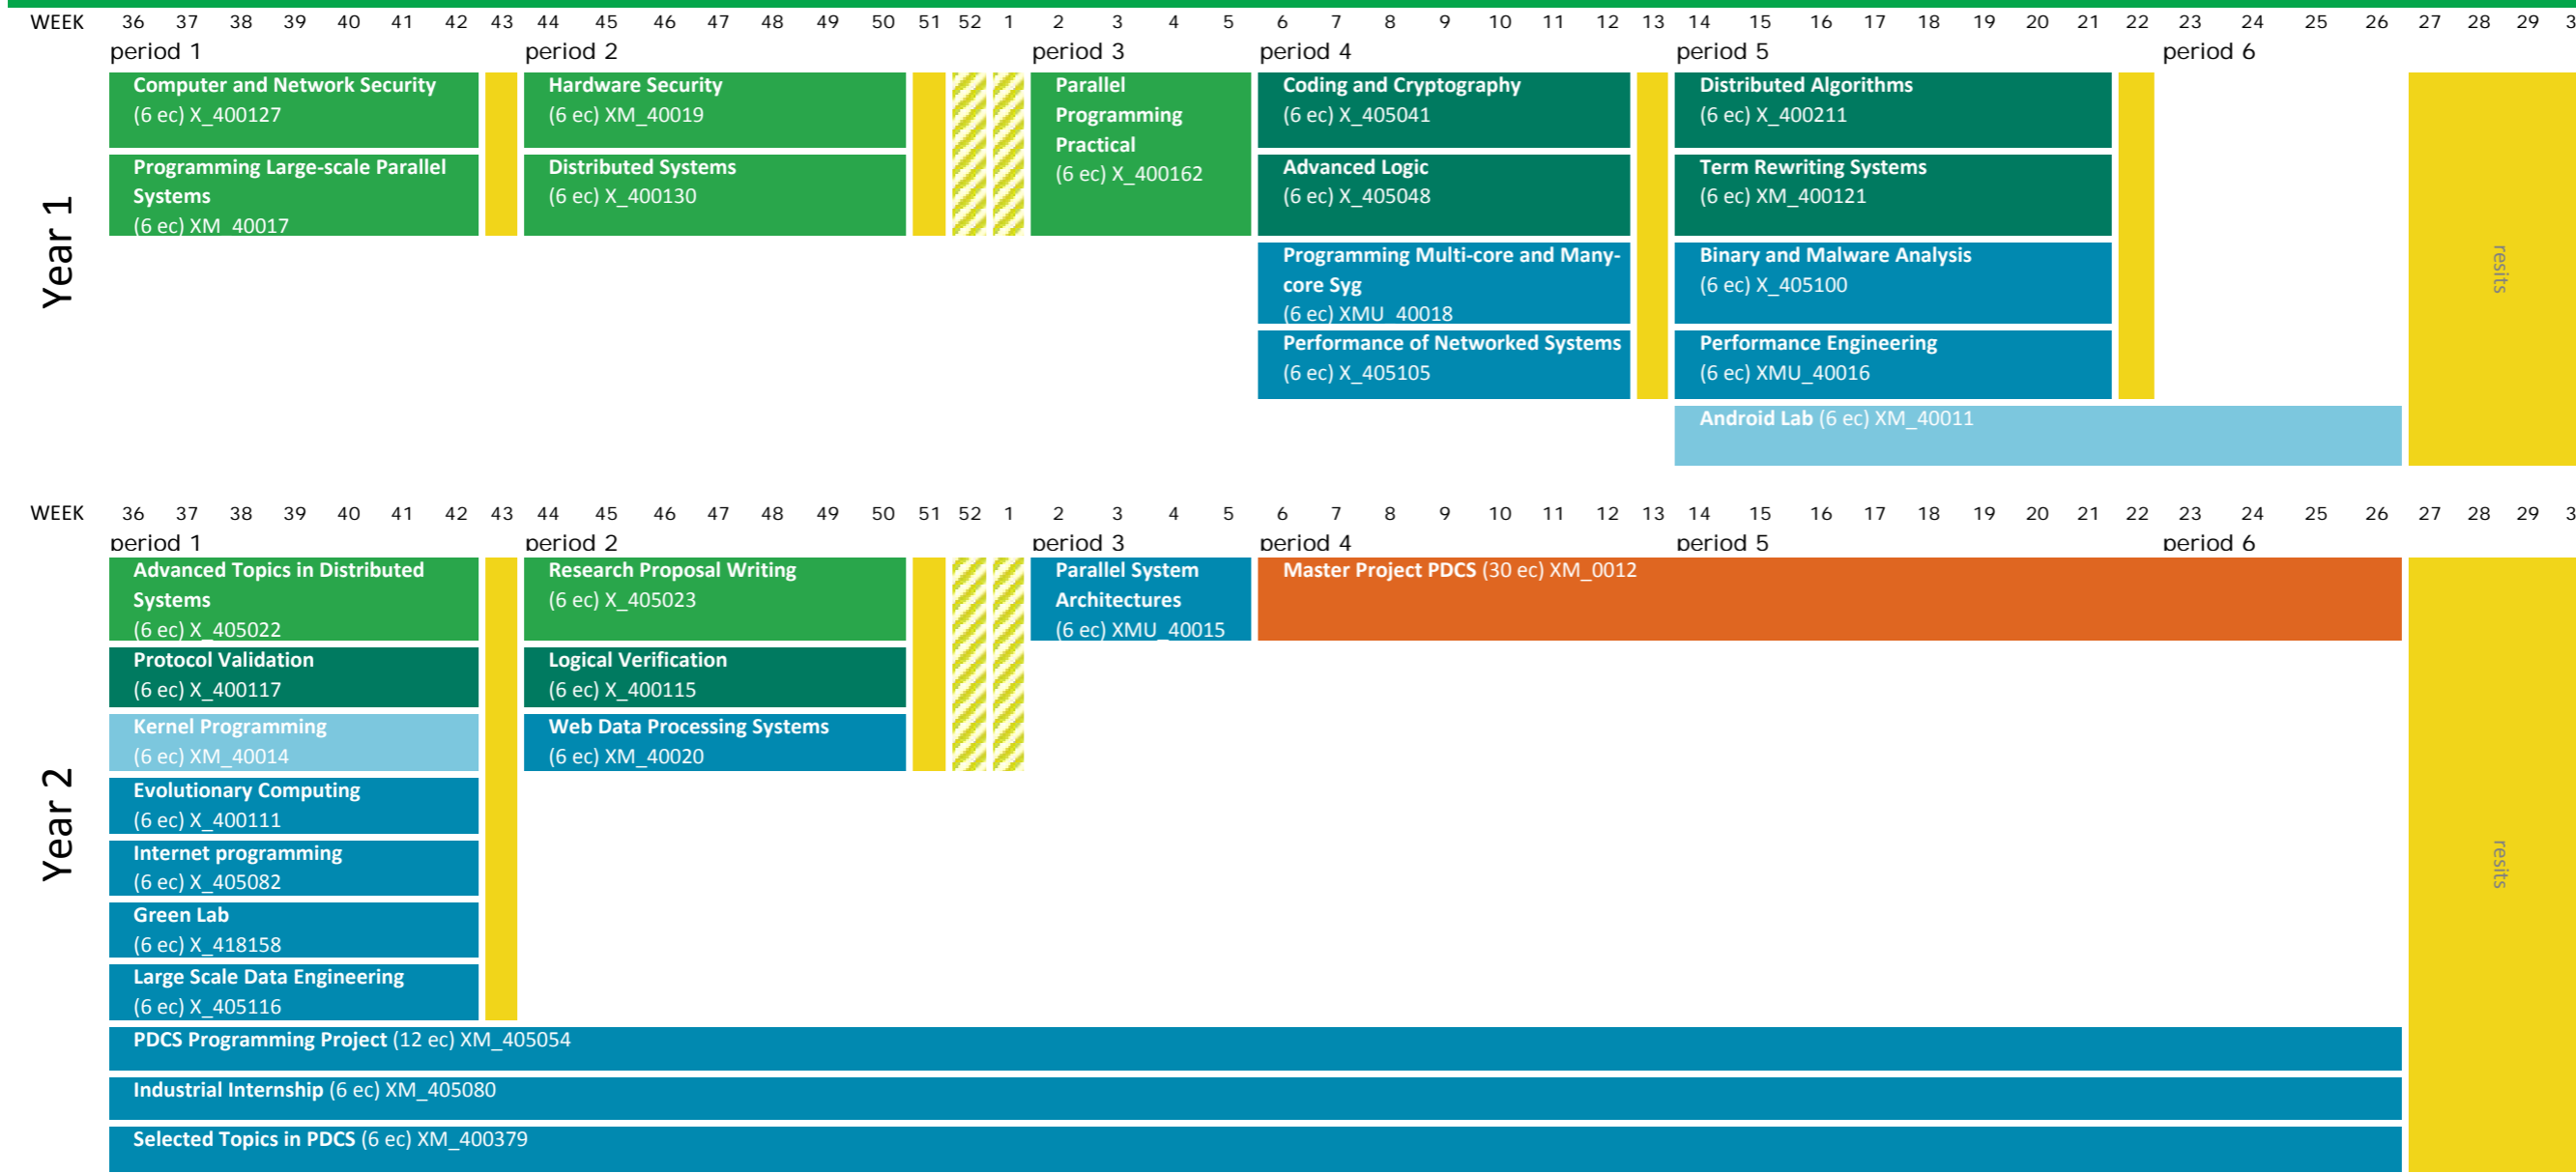 WEEK 36 37 38 39 40 41 42 43 44 45 46 47 48 49 50 51 52 1 2 3 4 5 6 7 8 9 10 11 12 13 14 15 16 17 18 19 20 21 22 23 24 25 26 27 28 29 3
period 1 period 2 period 3 period 4 period 5 period 6
Year 1
Computer and Network Security
(6 ec) X_400127
Programming Large-scale Parallel
Systems
(6 ec) XM_40017
Hardware Security
(6 ec) XM_40019
Distributed Systems
(6 ec) X_400130
Parallel
Programming
Practical
(6 ec) X_400162
Coding and Cryptography
(6 ec) X_405041
Advanced Logic
(6 ec) X_405048
Programming Multi-core and Many-
core Syg
(6 ec) XMU_40018
Performance of Networked Systems
(6 ec) X_405105
Distributed Algorithms
(6 ec) X_400211
Term Rewriting Systems
(6 ec) XM_400121
Binary and Malware Analysis
(6 ec) X_405100
Performance Engineering
(6 ec) XMU_40016
Android Lab (6 ec) XM_40011
resits
WEEK 36 37 38 39 40 41 42 43 44 45 46 47 48 49 50 51 52 1 2 3 4 5 6 7 8 9 10 11 12 13 14 15 16 17 18 19 20 21 22 23 24 25 26 27 28 29 3
period 1 period 2 period 3 period 4 period 5 period 6
Year 2
Advanced Topics in Distributed
Systems
(6 ec) X_405022
Protocol Validation
(6 ec) X_400117
Kernel Programming
(6 ec) XM_40014
Evolutionary Computing
(6 ec) X_400111
Internet programming
(6 ec) X_405082
Green Lab
(6 ec) X_418158
Large Scale Data Engineering
(6 ec) X_405116
Research Proposal Writing
(6 ec) X_405023
Logical Verification
(6 ec) X_400115
Web Data Processing Systems
(6 ec) XM_40020
Parallel System
Architectures
(6 ec) XMU_40015
Master Project PDCS (30 ec) XM_0012
PDCS Programming Project (12 ec) XM_405054
Industrial Internship (6 ec) XM_405080
Selected Topics in PDCS (6 ec) XM_400379
resits